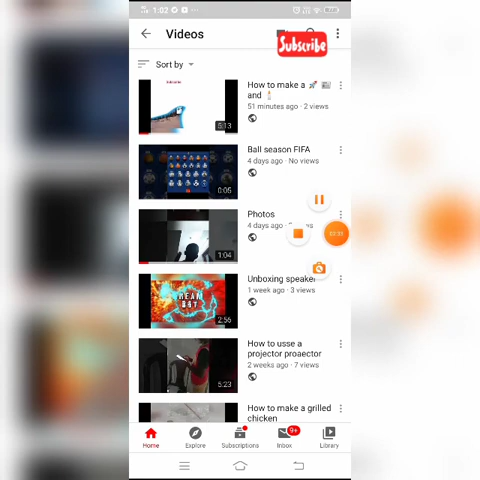 1:02
Videos
Subscribe
Sort by
How to make a 🚀 📰
and 🕯️
51 minutes ago · 2 views
5:13
Ball season FIFA
4 days ago · No views
0:05
Photos
4 days ago ·
1:04
Unboxing speaker
1 week ago · 3 views
2:56
How to usse a
projector proaector
2 weeks ago · 7 views
5:23
How to make a grilled
chicken
Home
Explore
Subscriptions
9+
Inbox
Library